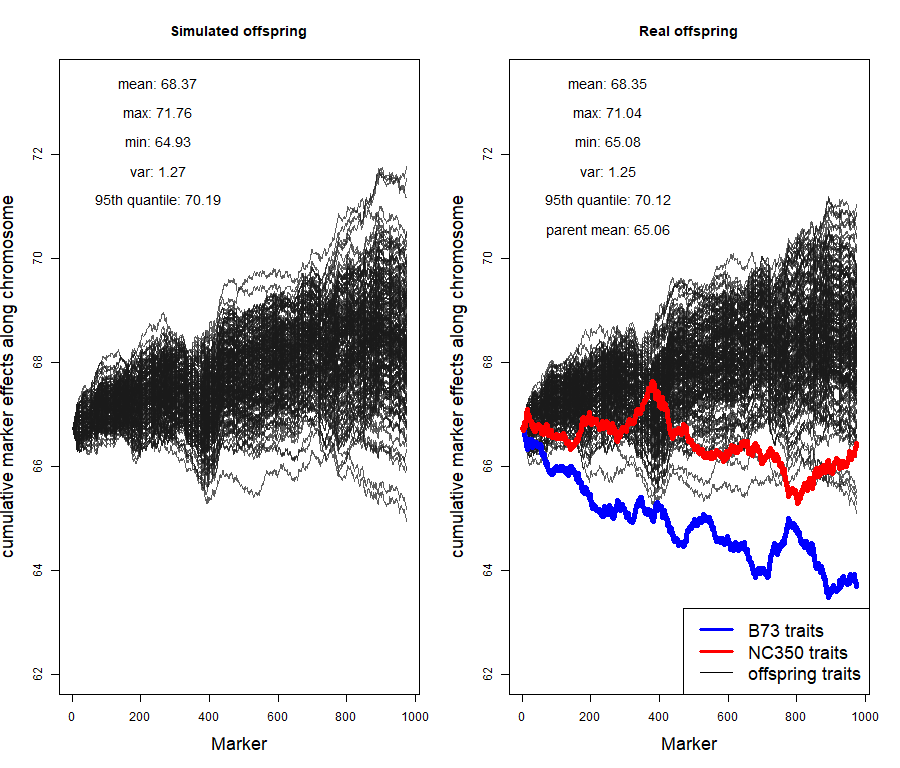 Simulated offspring
mean: 68.37
max: 71.76
min: 64.93
var: 1.27
95th quantile: 70.19
cumulative marker effects along chromosome
72
70
68
66
64
62
0 200 400 600 800 1000
Marker
Real offspring
mean: 68.35
max: 71.04
min: 65.08
var: 1.25
95th quantile: 70.12
parent mean: 65.06
cumulative marker effects along chromosome
72
70
68
66
64
62
B73 traits
NC350 traits
offspring traits
0 200 400 600 800 1000
Marker